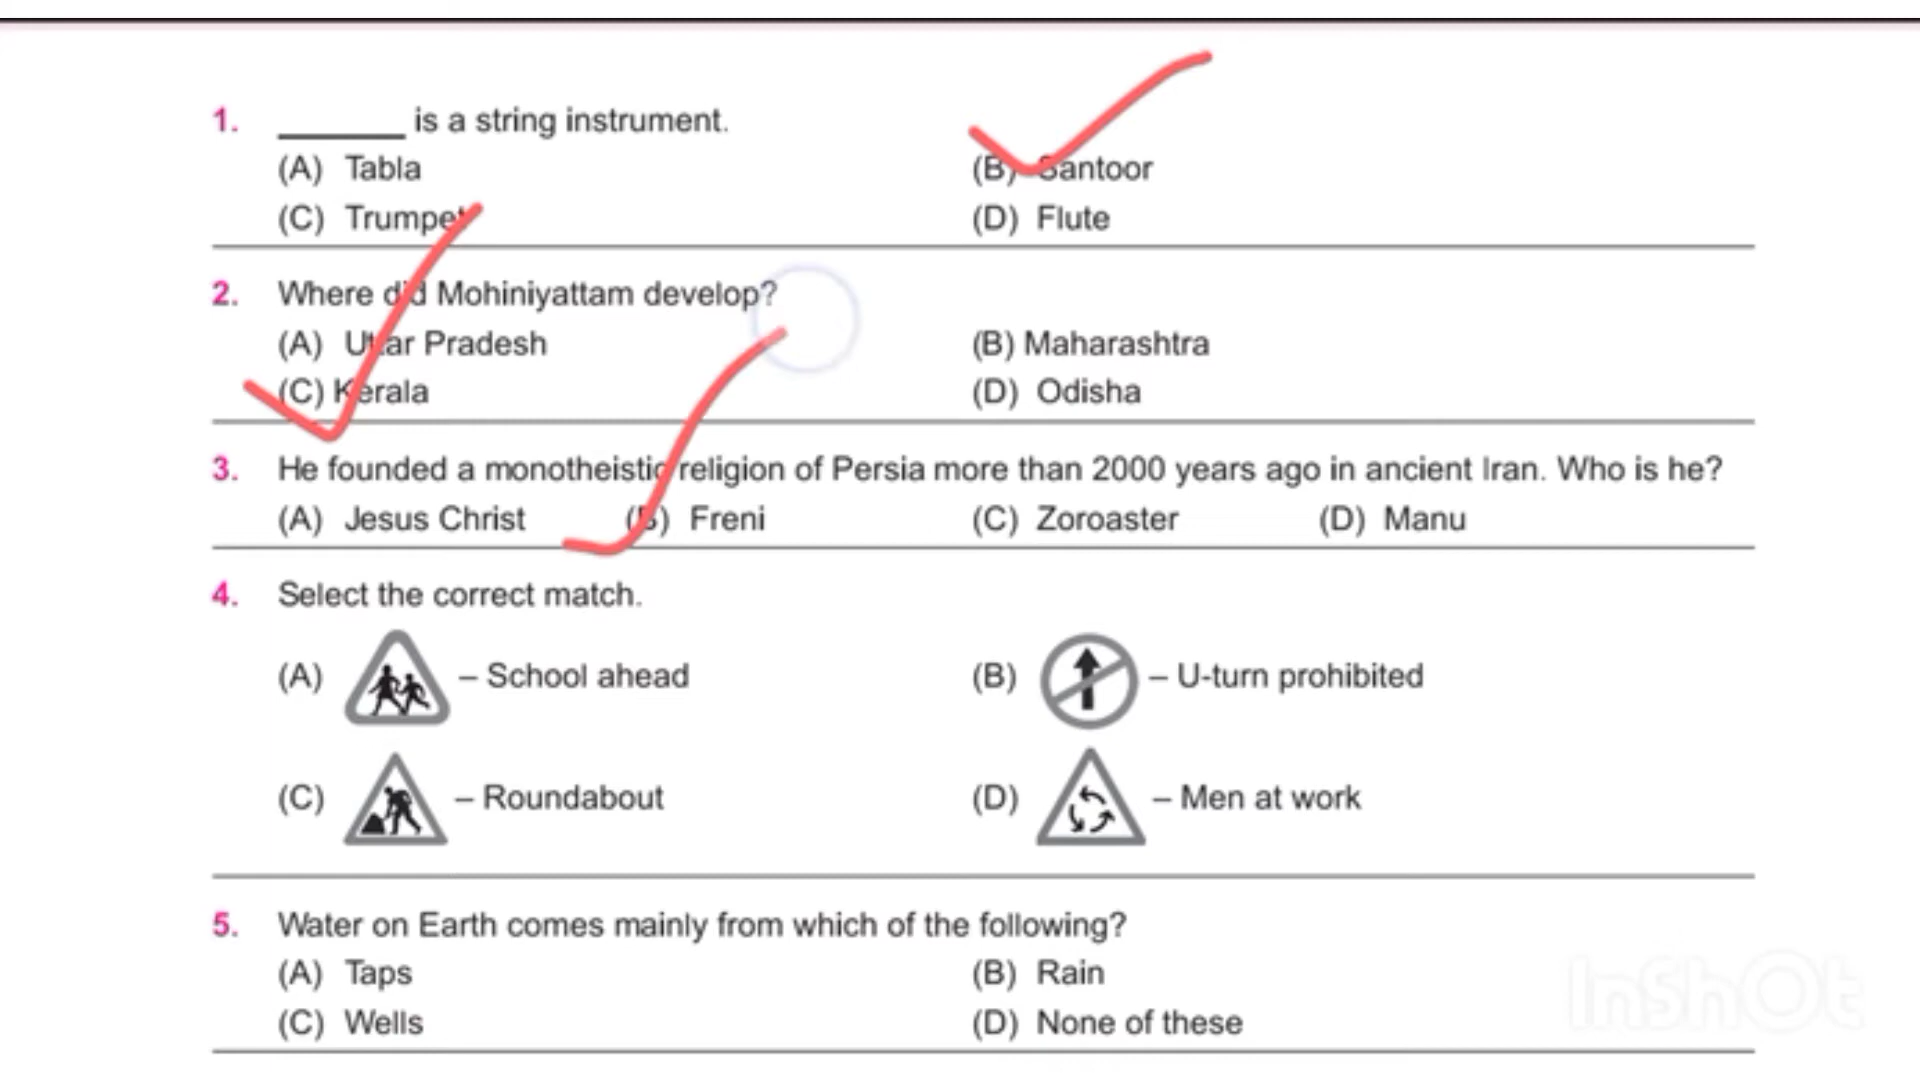 1. ________ is a string instrument.
(A) Tabla (B) Santoor
(C) Trumpet (D) Flute
2. Where did Mohiniyattam develop?
(A) Uttar Pradesh (B) Maharashtra
(C) Kerala (D) Odisha
3. He founded a monotheistic religion of Persia more than 2000 years ago in ancient Iran. Who is he?
(A) Jesus Christ (B) Freni (C) Zoroaster (D) Manu
4. Select the correct match.
(A) – School ahead (B) – U-turn prohibited
(C) – Roundabout (D) – Men at work
5. Water on Earth comes mainly from which of the following?
(A) Taps (B) Rain
(C) Wells (D) None of these
InShOt